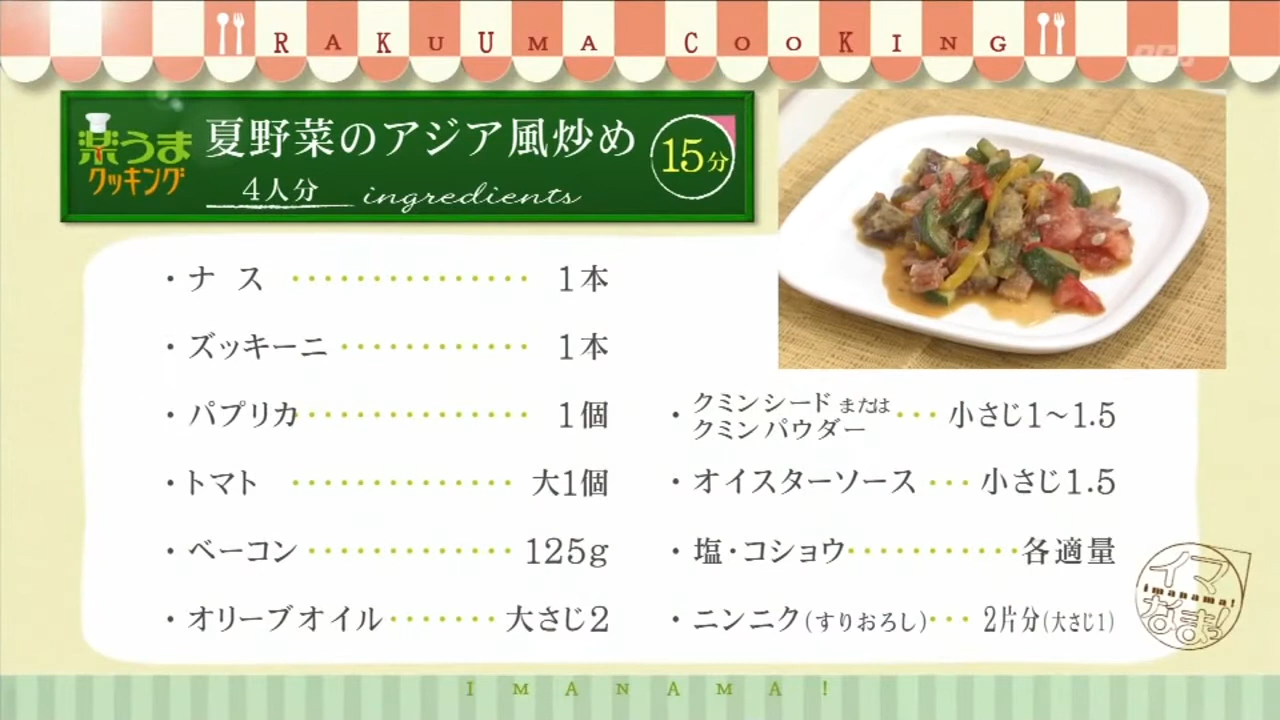 RAKUUMA COOKING
楽うま
クッキング
夏野菜のアジア風炒め
15分
4人分
ingredients
・ナス ・・・・・・・・・・・・・・ 1本
・ズッキーニ ・・・・・・・・・・・ 1本
・パプリカ ・・・・・・・・・・・・・ 1個
・トマト ・・・・・・・・・・・・・ 大1個
・ベーコン ・・・・・・・・・・・・ 125g
・オリーブオイル ・・・・・・・ 大さじ2
・クミンシード または
クミンパウダー ・・・ 小さじ1〜1.5
・オイスターソース ・・・ 小さじ1.5
・塩・コショウ ・・・・・・・・・・・ 各適量
・ニンニク(すりおろし) ・・・ 2片分(大さじ1)
イマ
imanama!
なまっ!
IMANAMA!